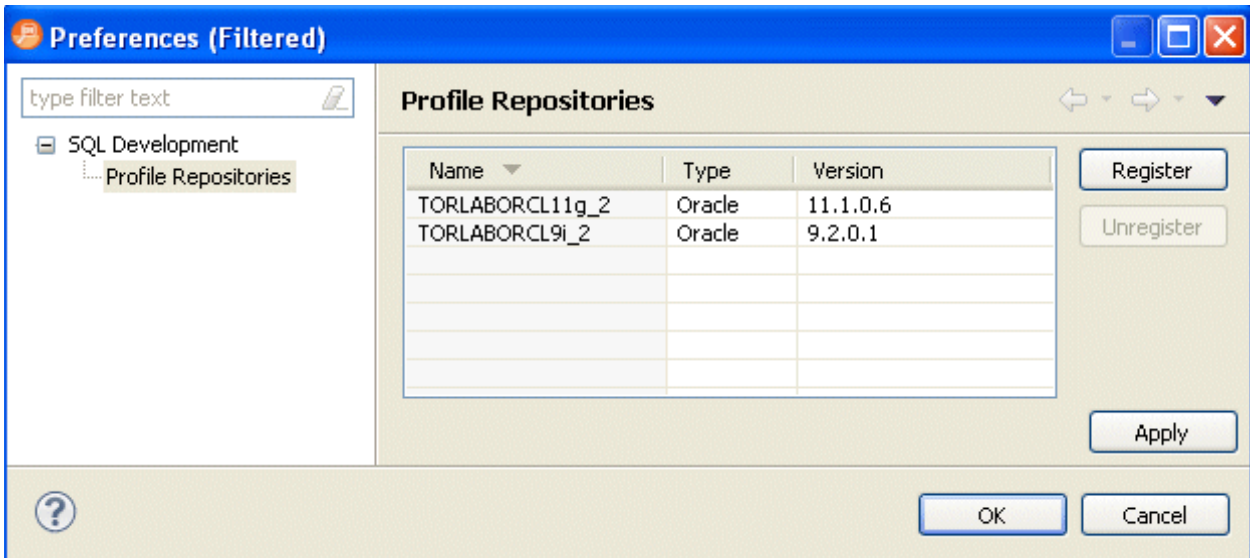 Preferences (Filtered)
type filter text
SQL Development
Profile Repositories
Profile Repositories
Name Type Version
TORLABORCL11g_2 Oracle 11.1.0.6
TORLABORCL9i_2 Oracle 9.2.0.1
Register
Unregister
Apply
?
OK Cancel